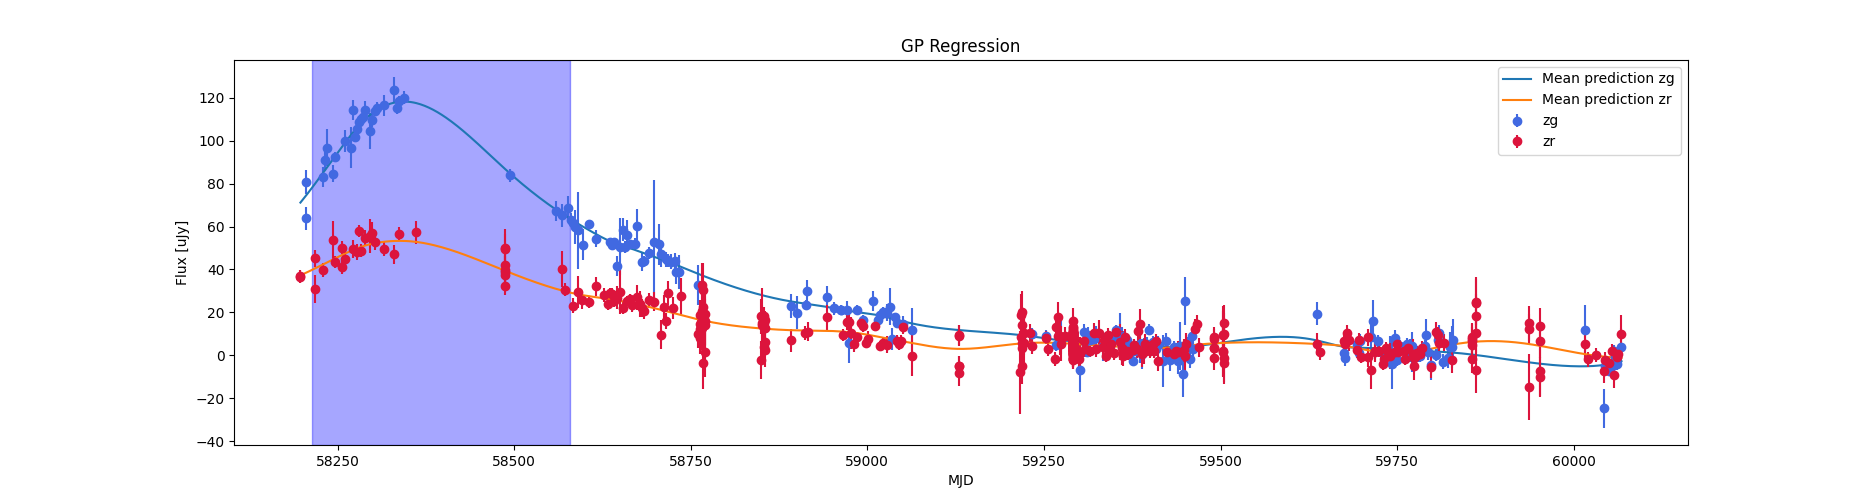 GP Regression
Mean prediction zg
Mean prediction zr
zg
zr
Flux [uJy]
120
100
80
60
40
20
0
−20
−40
58250 58500 58750 59000 59250 59500 59750 60000
MJD